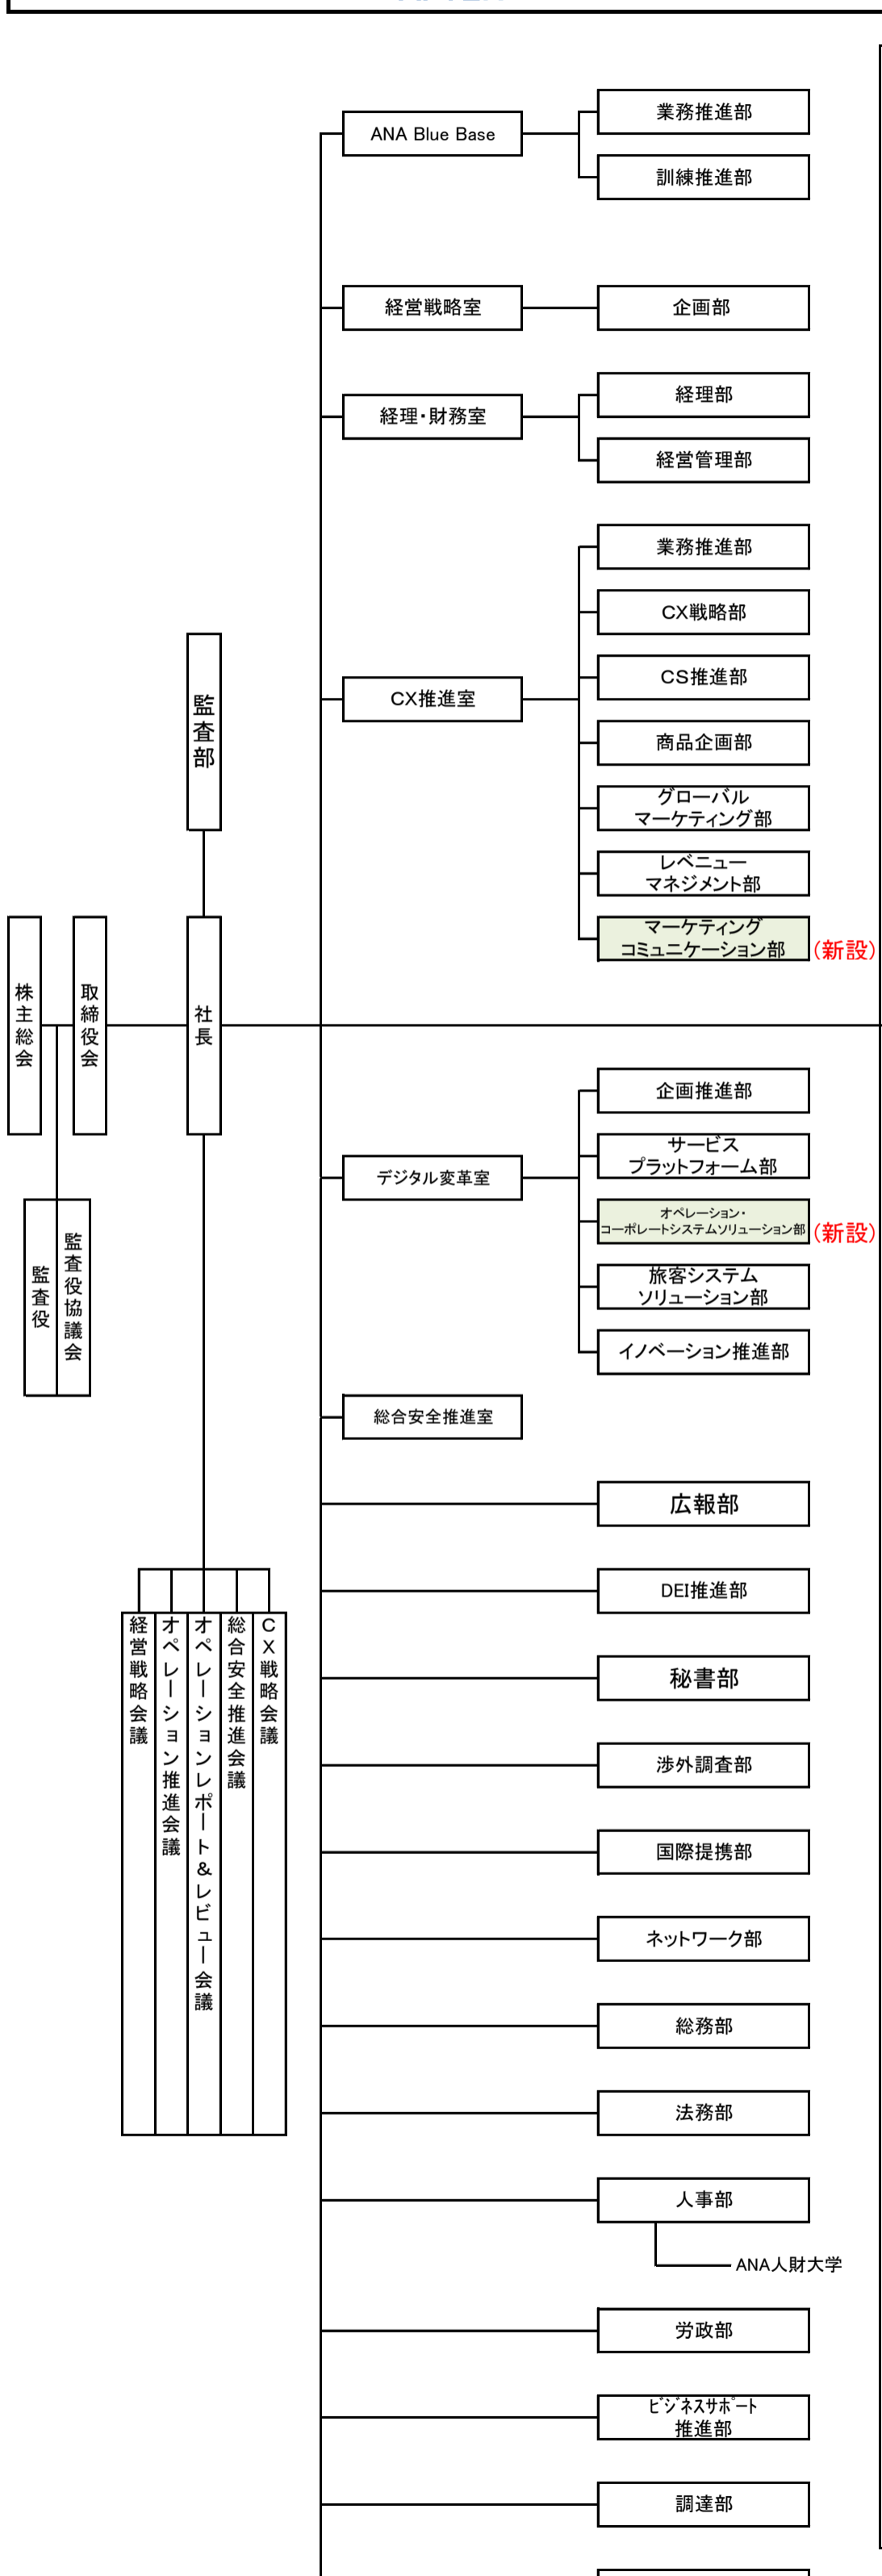 ANA Blue Base
業務推進部
訓練推進部
経営戦略室
企画部
経理・財務室
経理部
経営管理部
CX推進室
業務推進部
CX戦略部
CS推進部
商品企画部
グローバル
マーケティング部
レベニュー
マネジメント部
マーケティング
コミュニケーション部
(新設)
監査部
株主総会
取締役会
社長
監査役
監査役協議会
デジタル変革室
企画推進部
サービス
プラットフォーム部
オペレーション・
コーポレートシステムソリューション部
(新設)
旅客システム
ソリューション部
イノベーション推進部
総合安全推進室
広報部
DEI推進部
秘書部
渉外調査部
国際提携部
ネットワーク部
総務部
法務部
人事部
ANA人財大学
労政部
ビジネスサポート
推進部
調達部
経営戦略会議
オペレーション推進会議
オペレーションレポート&レビュー会議
総合安全推進会議
CX戦略会議